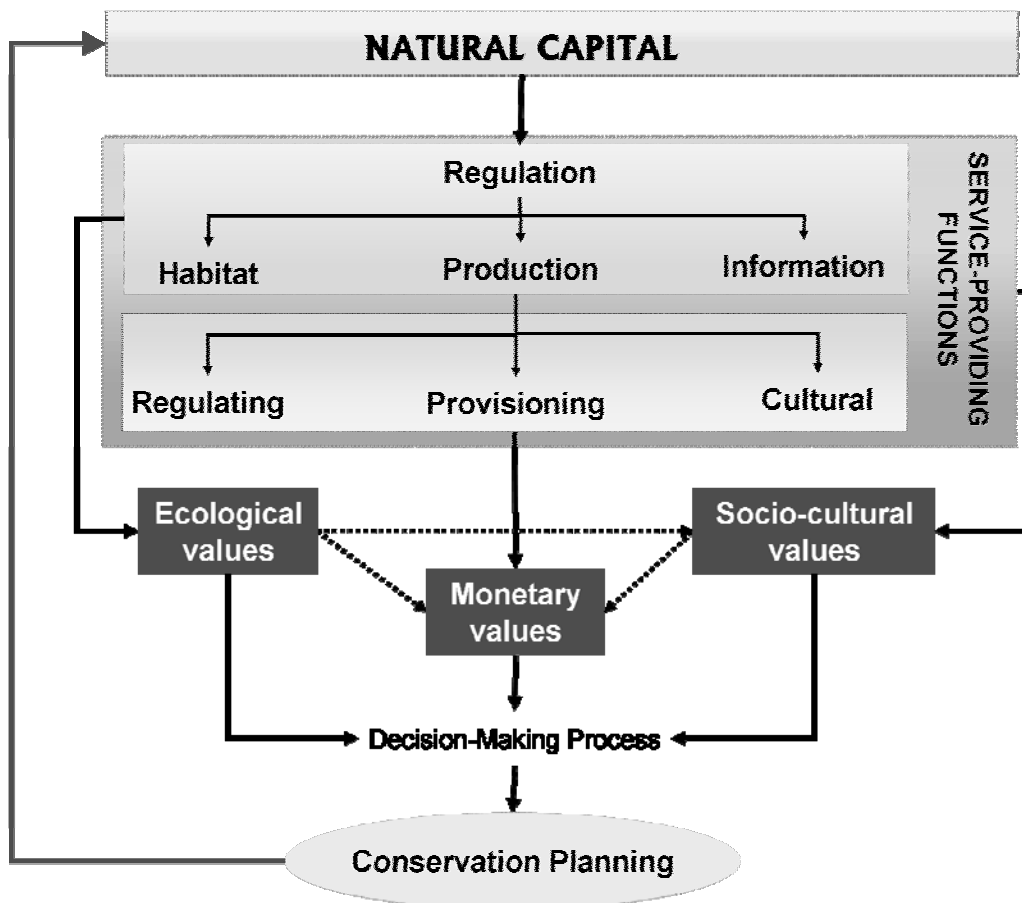 NATURAL CAPITAL
Regulation
Habitat
Production
Information
Regulating
Provisioning
Cultural
SERVICE-PROVIDING
FUNCTIONS
Ecological
values
Socio-cultural
values
Monetary
values
Decision-Making Process
Conservation Planning